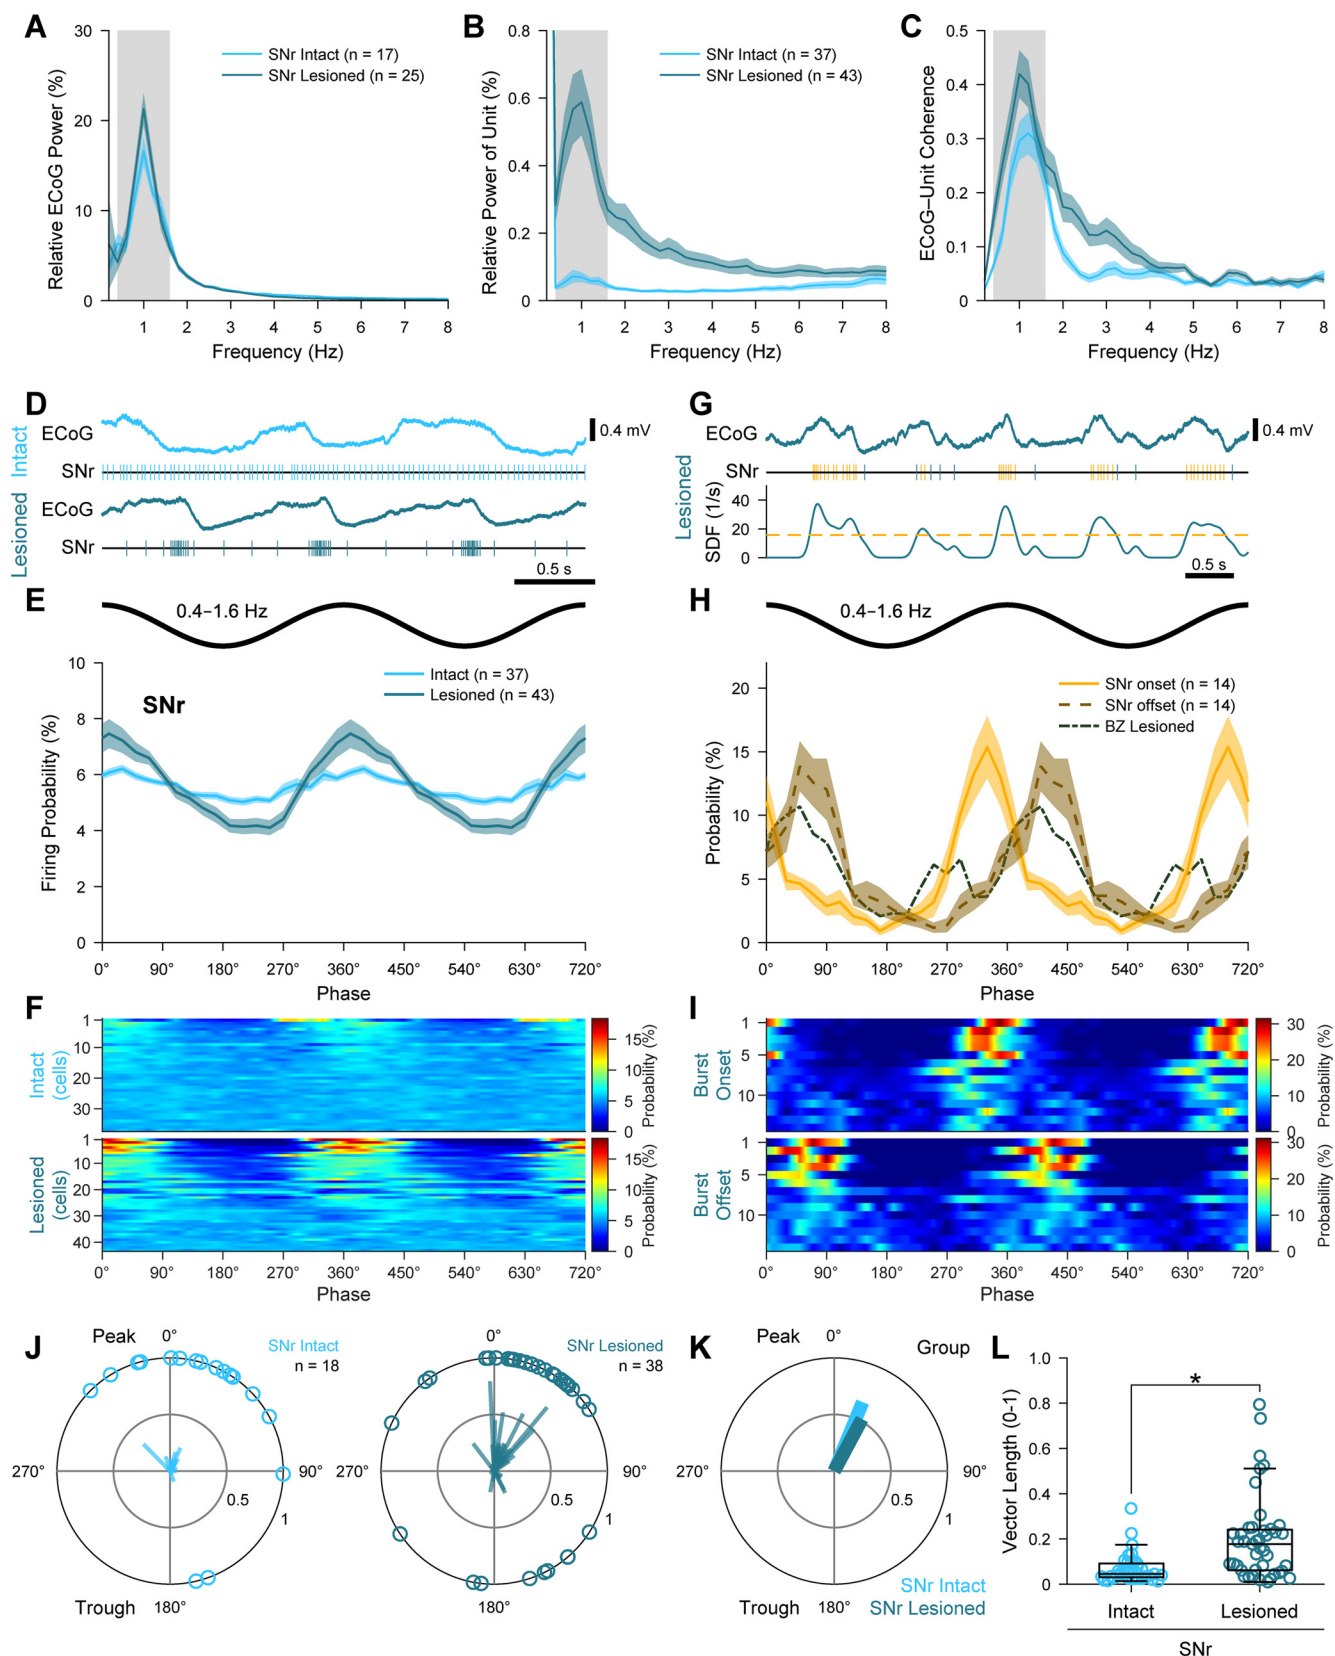 A
Relative ECoG Power (%)
30
20
10
0
SNr Intact (n = 17)
SNr Lesioned (n = 25)
1 2 3 4 5 6 7 8
Frequency (Hz)
B
Relative Power of Unit (%)
0.8
0.6
0.4
0.2
0
SNr Intact (n = 37)
SNr Lesioned (n = 43)
1 2 3 4 5 6 7 8
Frequency (Hz)
C
ECoG–Unit Coherence
0.5
0.4
0.3
0.2
0.1
0
1 2 3 4 5 6 7 8
Frequency (Hz)
D
Intact
ECoG
0.4 mV
SNr
Lesioned
ECoG
SNr
0.5 s
G
Lesioned
ECoG
0.4 mV
SNr
SDF (1/s)
40
20
0
0.5 s
E
0.4–1.6 Hz
Firing Probability (%)
10
8
6
4
2
0
SNr
Intact (n = 37)
Lesioned (n = 43)
0° 90° 180° 270° 360° 450° 540° 630° 720°
Phase
H
0.4–1.6 Hz
Probability (%)
20
15
10
5
0
SNr onset (n = 14)
SNr offset (n = 14)
BZ Lesioned
0° 90° 180° 270° 360° 450° 540° 630° 720°
Phase
F
Intact
(cells)
1
10
20
30
15
10
5
0
Probability (%)
Lesioned
(cells)
1
10
20
30
40
15
10
5
0
Probability (%)
0° 90° 180° 270° 360° 450° 540° 630° 720°
Phase
I
Burst
Onset
1
5
10
30
20
10
0
Probability (%)
Burst
Offset
1
5
10
30
20
10
0
Probability (%)
0° 90° 180° 270° 360° 450° 540° 630° 720°
Phase
J
Peak
0°
SNr Intact
n = 18
270°
90°
0.5
1
Trough
180°
0°
SNr Lesioned
n = 38
270°
90°
0.5
1
180°
K
Peak
0°
Group
270°
90°
0.5
1
SNr Intact
Trough
180°
SNr Lesioned
L
Vector Length (0-1)
1.0
0.8
0.6
0.4
0.2
0
*
Intact
Lesioned
SNr